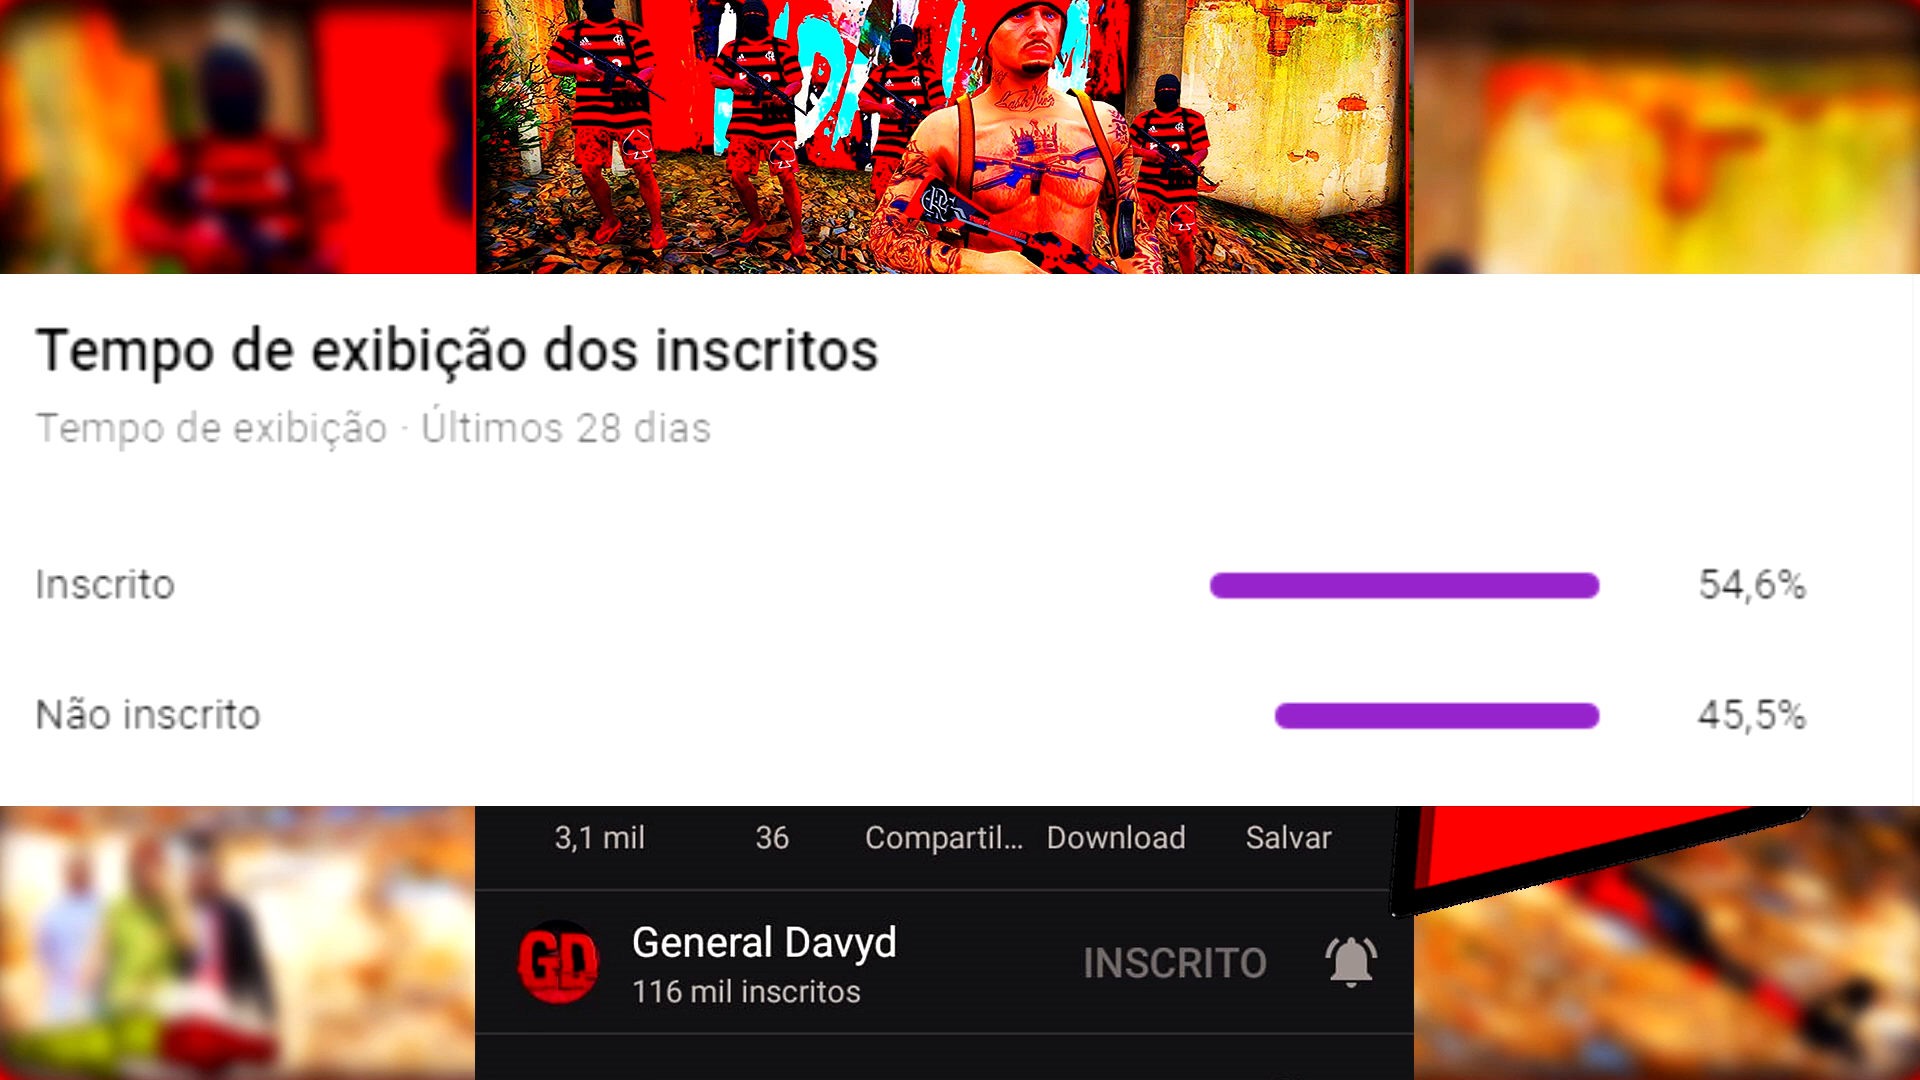 Tempo de exibição dos inscritos
Tempo de exibição · Últimos 28 dias
Inscrito 54,6%
Não inscrito 45,5%
3,1 mil 36 Compartil... Download Salvar
GD General Davyd INSCRITO
116 mil inscritos